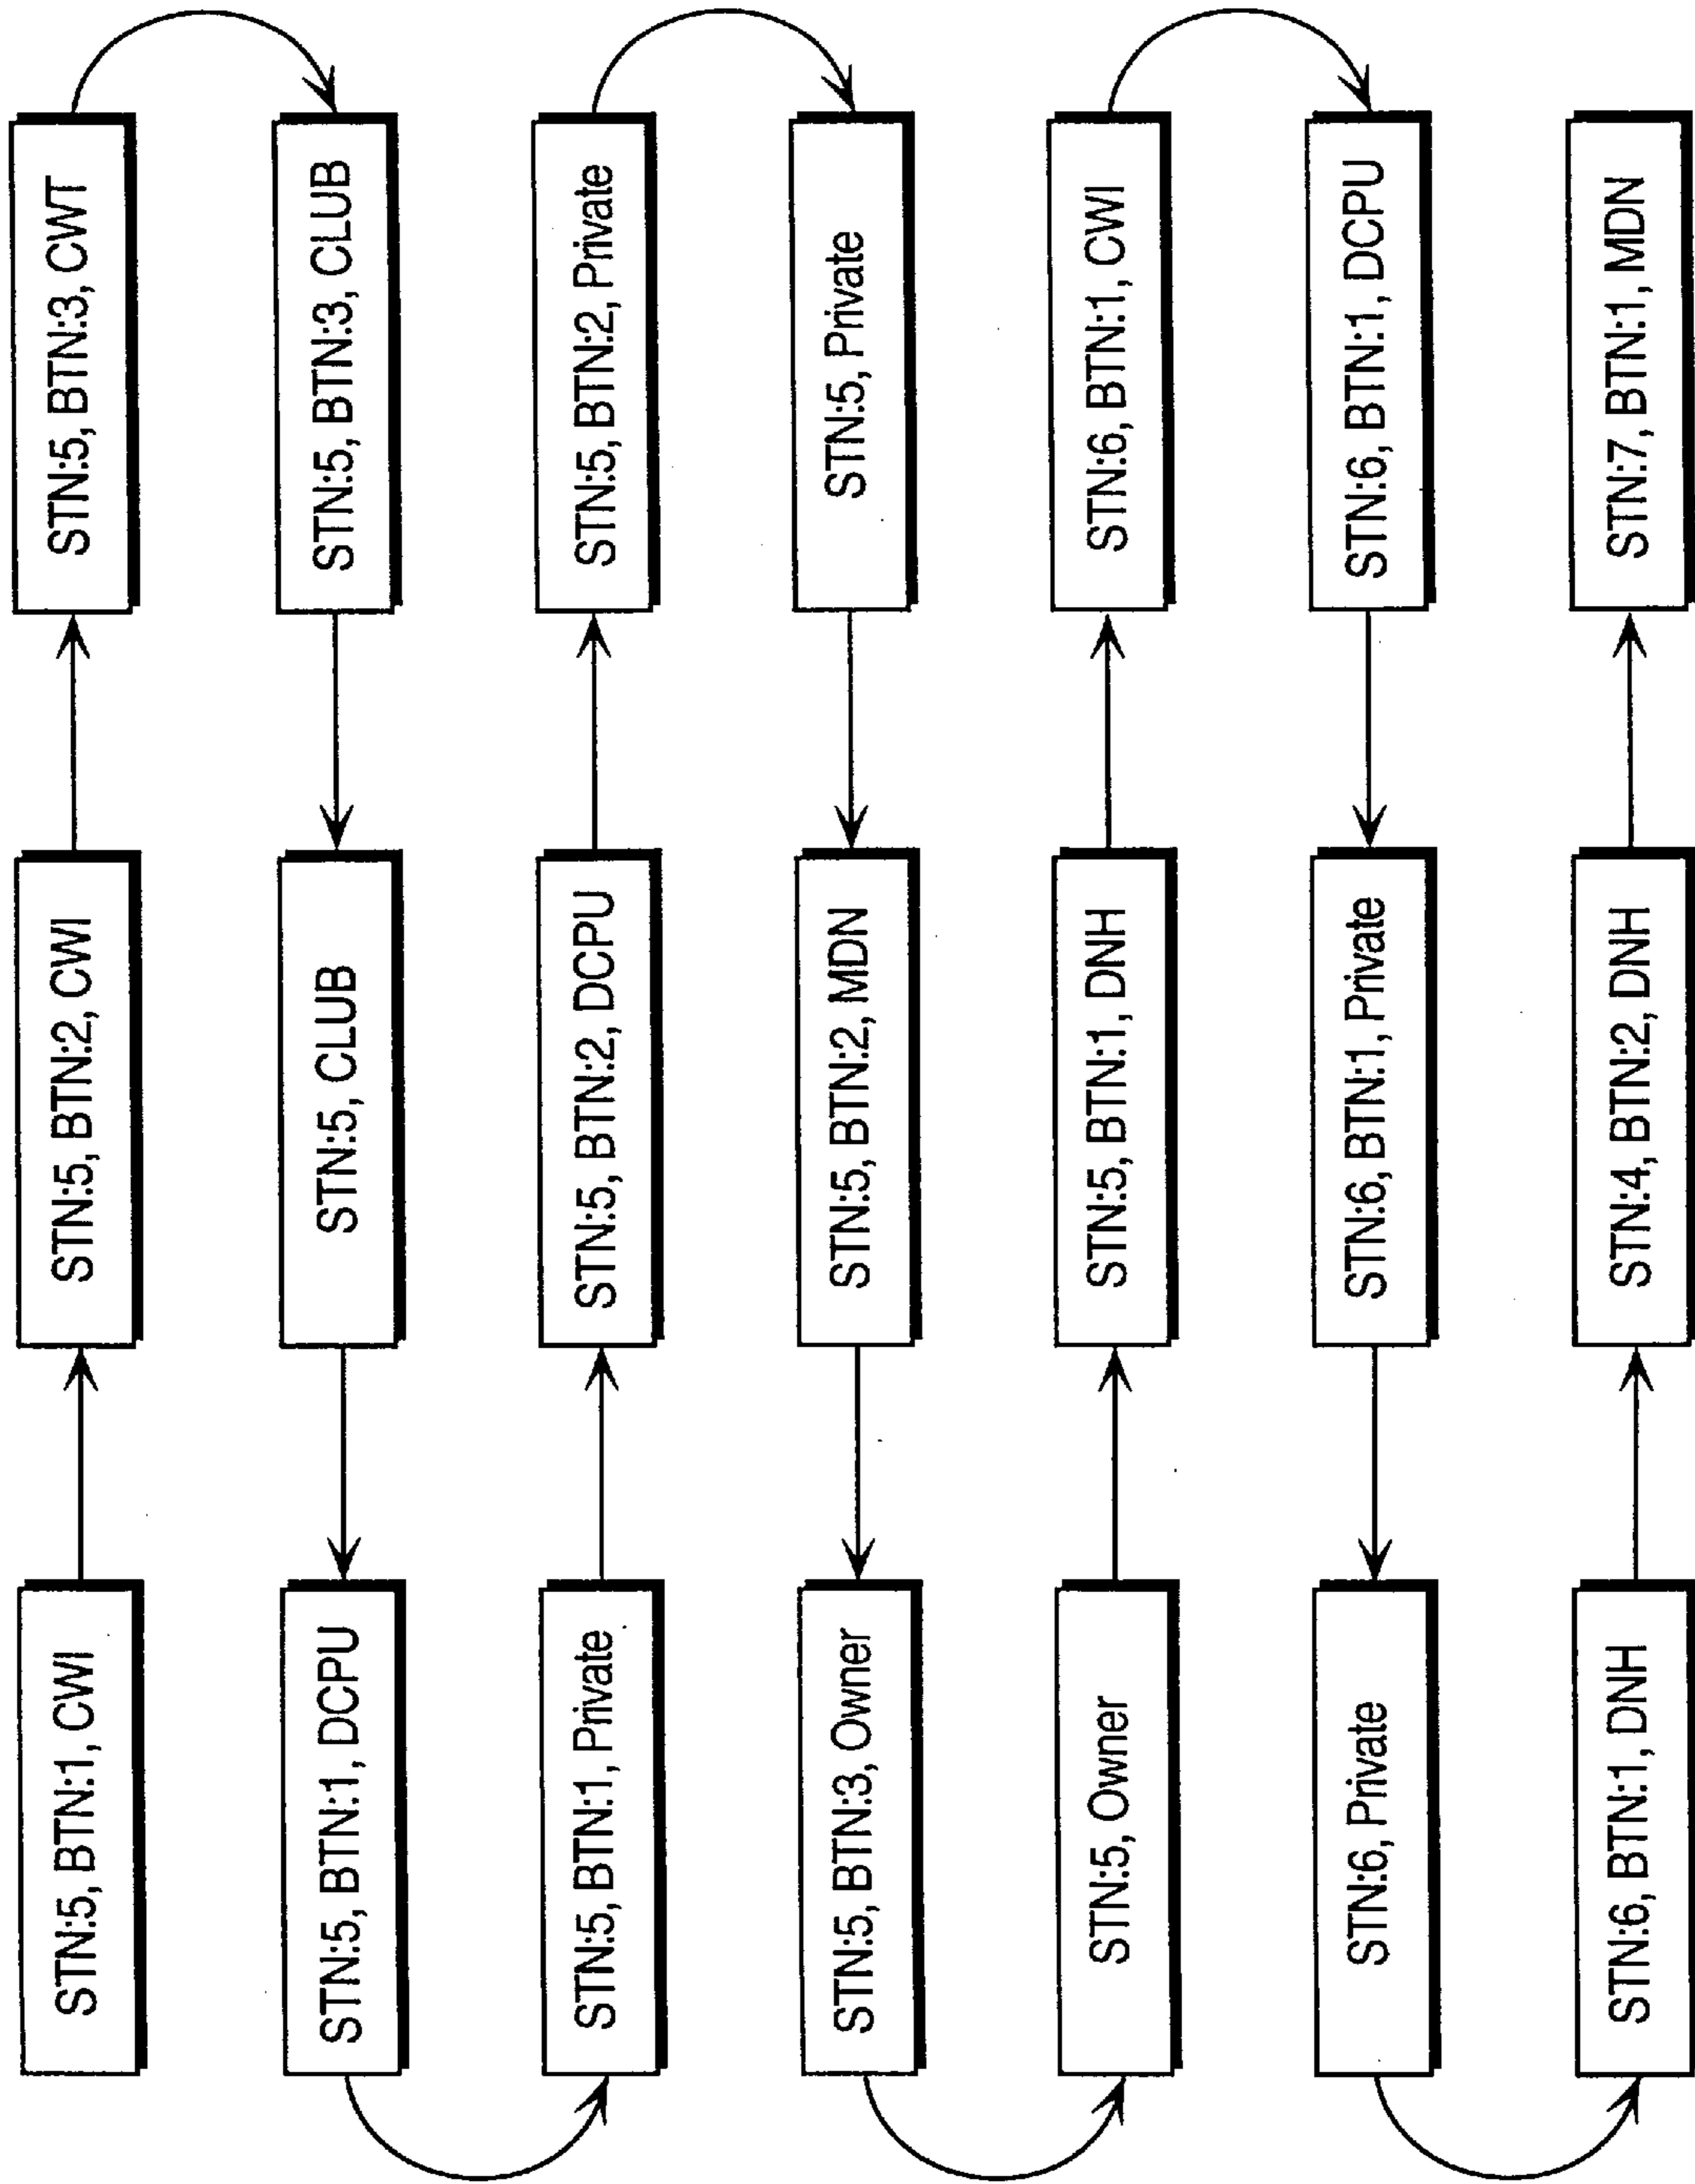 STN:5, BTN:1, CWI
STN:5, BTN:2, CWI
STN:5, BTN:3, CWT
STN:5, BTN:3, CLUB
STN:5, CLUB
STN:5, BTN:1, DCPU
STN:5, BTN:1, Private
STN:5, BTN:2, DCPU
STN:5, BTN:2, Private
STN:5, Private
STN:5, BTN:2, MDN
STN:5, BTN:3, Owner
STN:5, Owner
STN:5, BTN:1, DNH
STN:6, BTN:1, CWI
STN:6, BTN:1, DCPU
STN:6, BTN:1, Private
STN:6, Private
STN:6, BTN:1, DNH
STN:4, BTN:2, DNH
STN:7, BTN:1, MDN